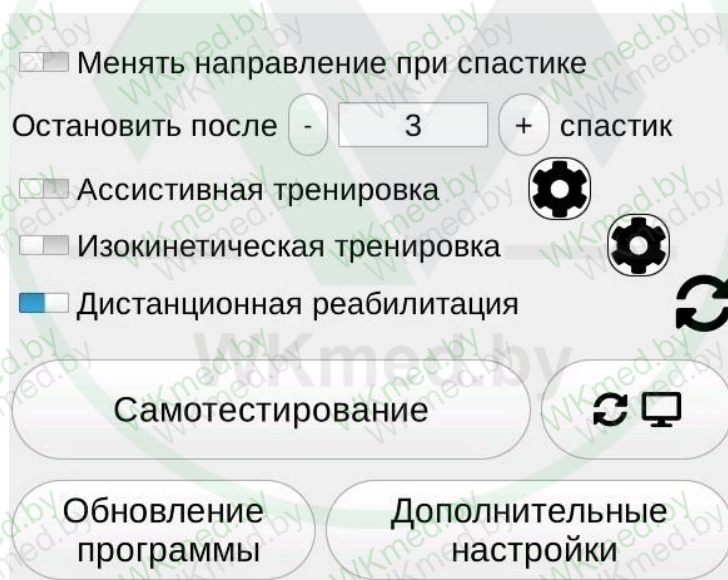 Менять направление при спастике
Остановить после - 3 + спастик
Ассистивная тренировка
Изокинетическая тренировка
Дистанционная реабилитация
WKmed.by
Самотестирование
Обновление
программы
Дополнительные
настройки